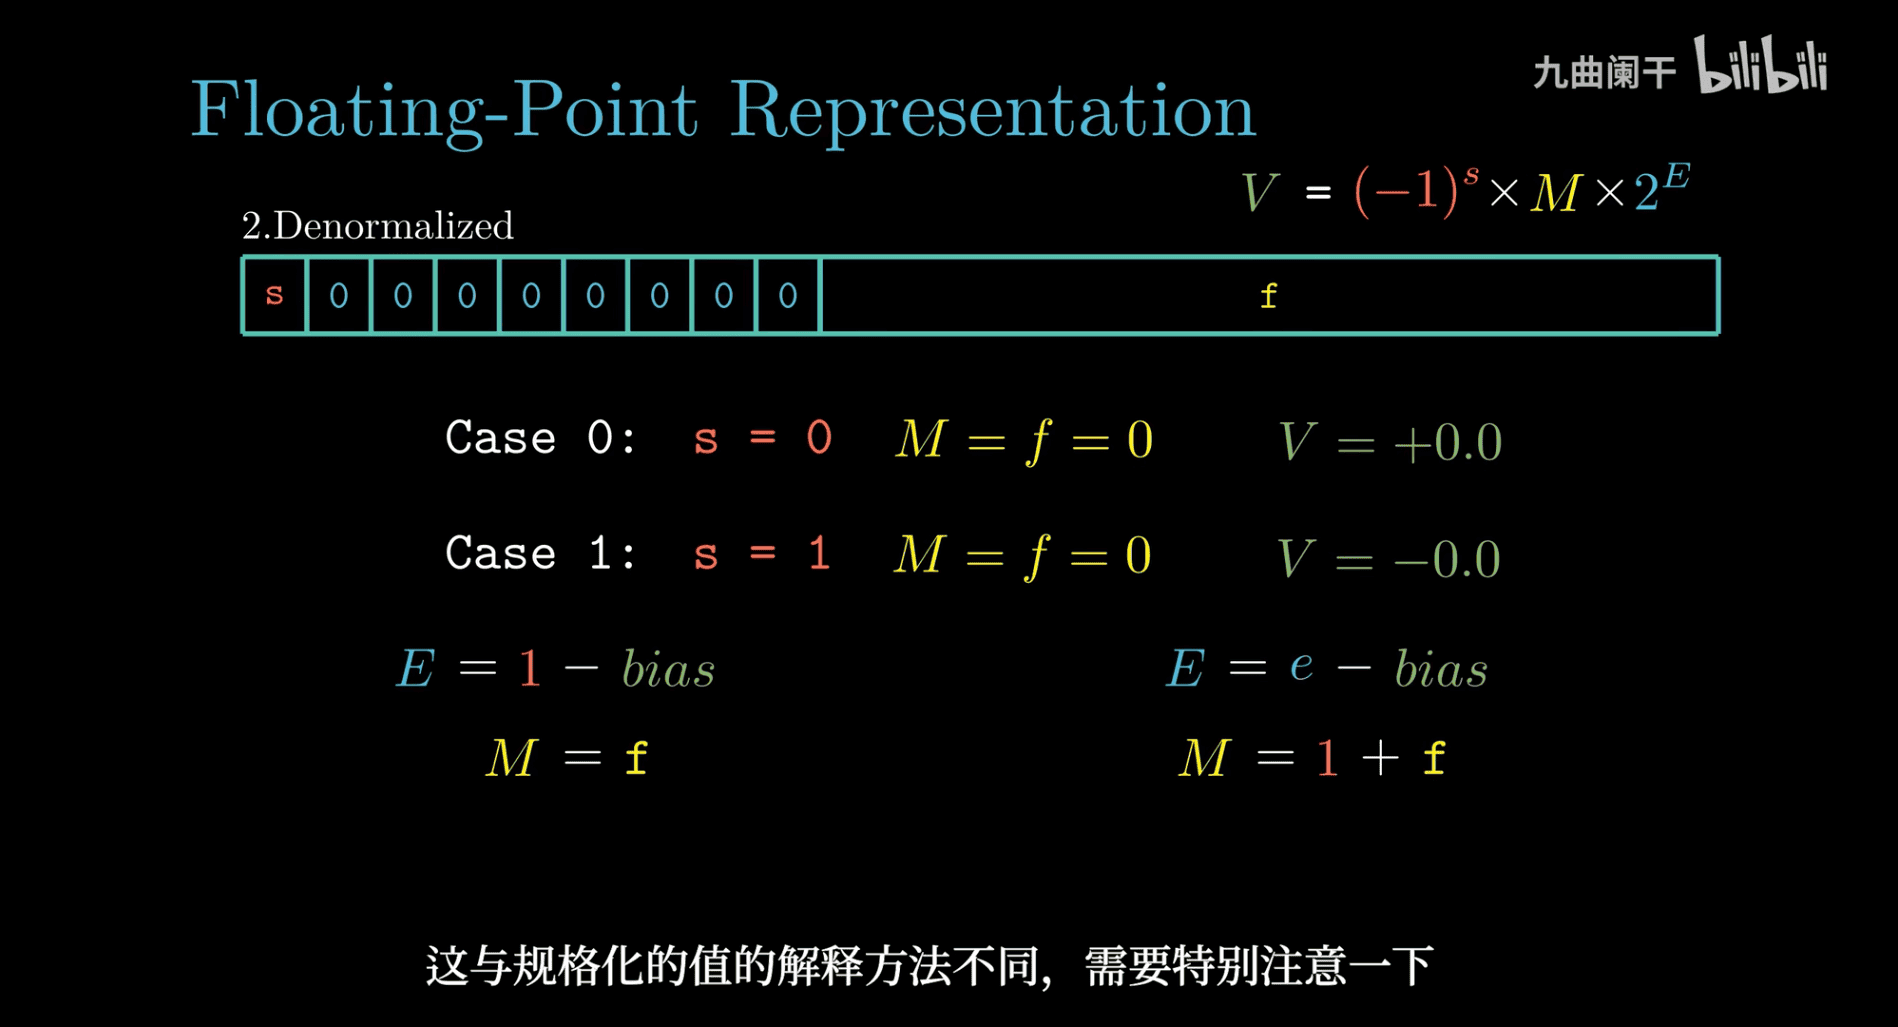 九曲阑干 bilibili
Floating-Point Representation
V = (−1)^s × M × 2^E
2.Denormalized
s 0 0 0 0 0 0 0 0 f
Case 0: s = 0 M = f = 0 V = +0.0
Case 1: s = 1 M = f = 0 V = −0.0
E = 1 − bias E = e − bias
M = f M = 1 + f
这与规格化的值的解释方法不同，需要特别注意一下